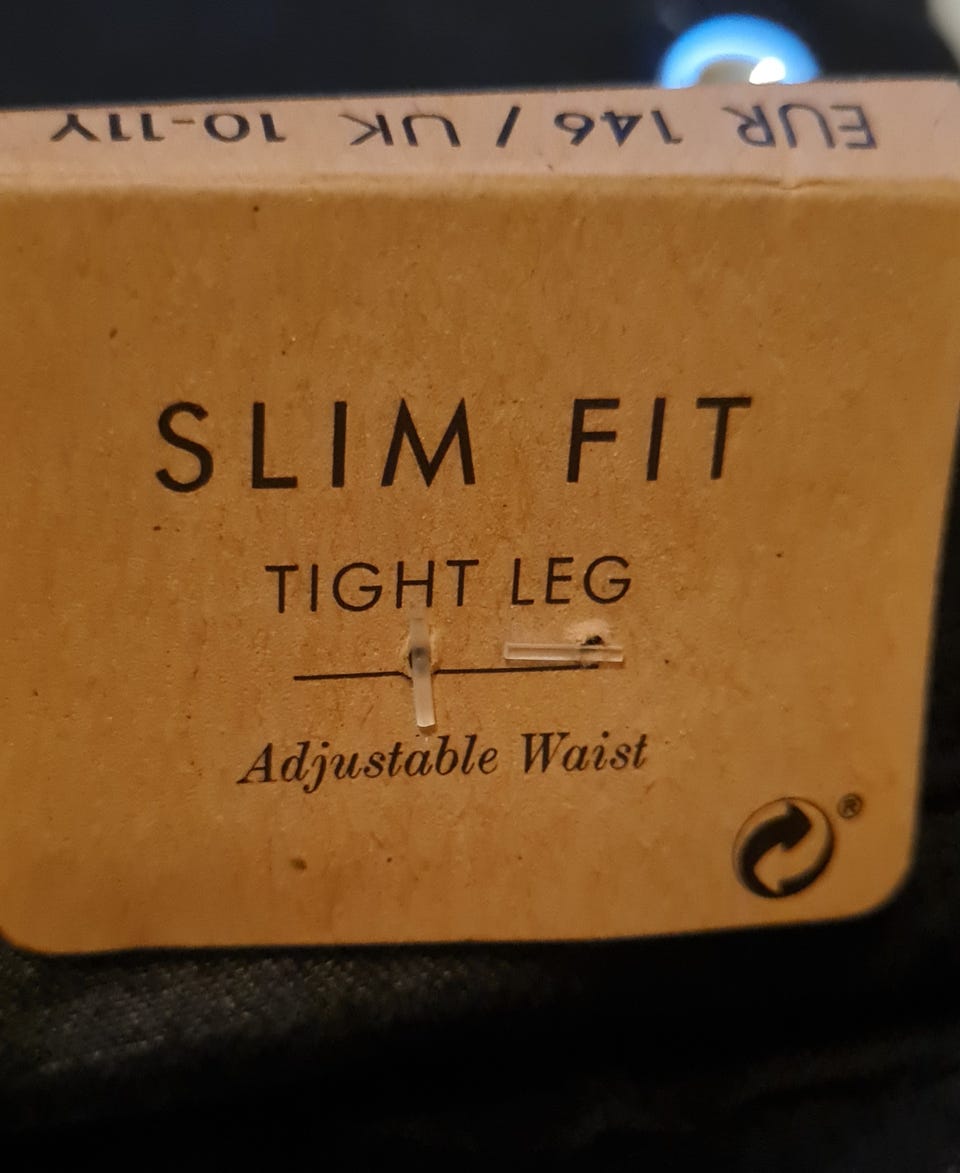 EUR 146 / UK 10-11Y
SLIM FIT
TIGHT LEG
Adjustable Waist
®